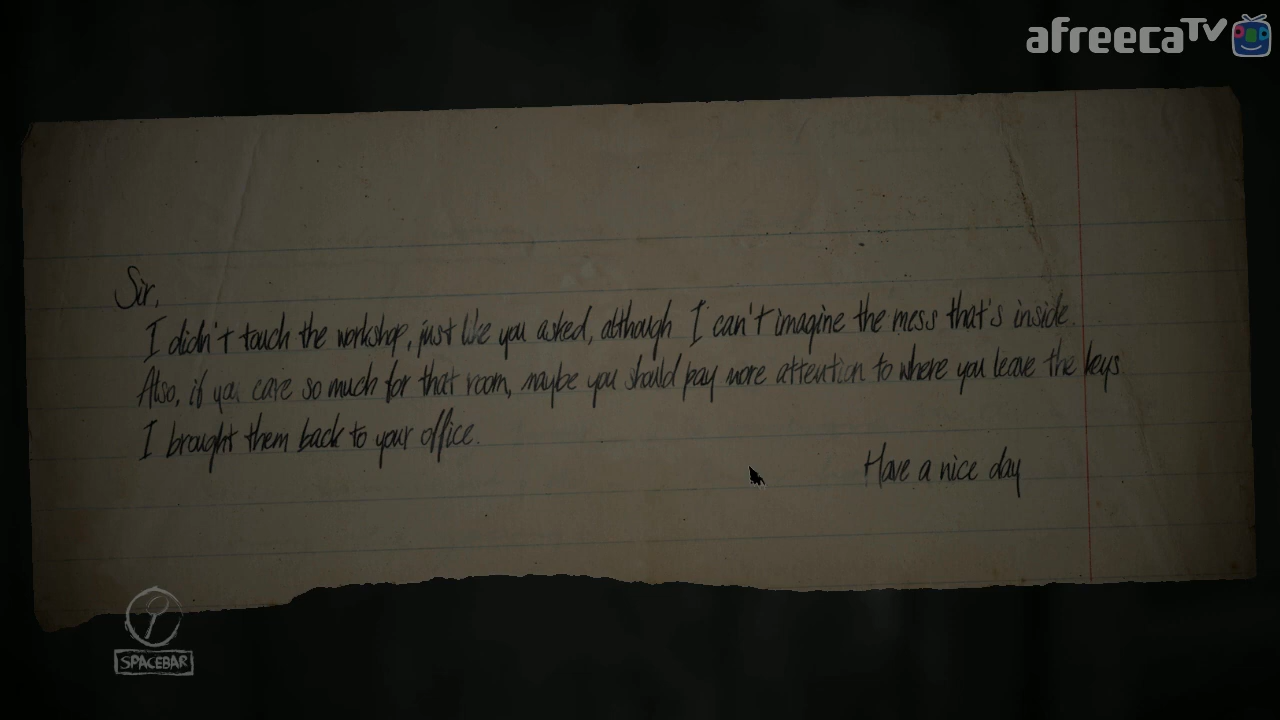 afreecaTV
Sir,
I didn't touch the workshop, just like you asked, although I can't imagine the mess that's inside.
Also, if you care so much for that room, maybe you should pay more attention to where you leave the keys.
I brought them back to your office.
Have a nice day
SPACEBAR